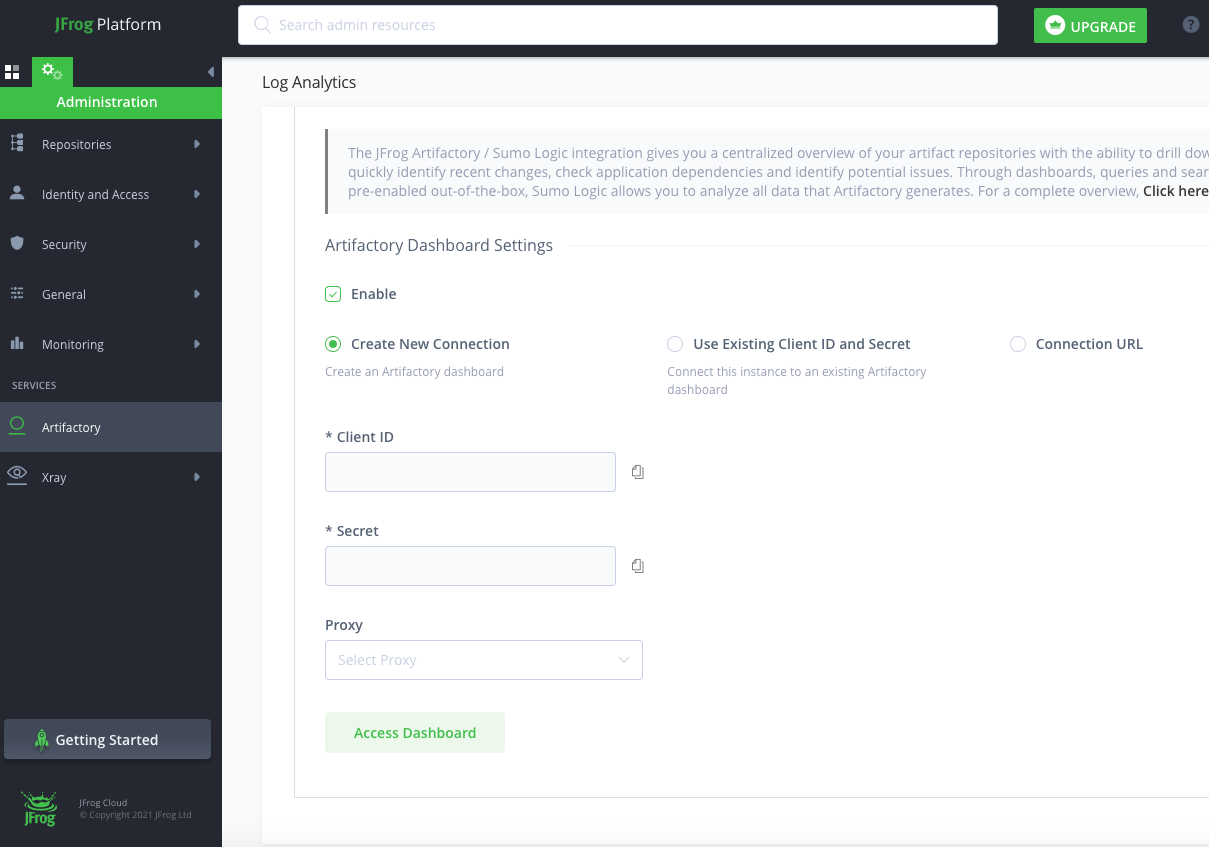 JFrog Platform
Search admin resources
UPGRADE
?
Administration
Repositories
Identity and Access
Security
General
Monitoring
SERVICES
Artifactory
Xray
Getting Started
JFrog
JFrog Cloud
© Copyright 2021 JFrog Ltd
Log Analytics
The JFrog Artifactory / Sumo Logic integration gives you a centralized overview of your artifact repositories with the ability to drill dow
quickly identify recent changes, check application dependencies and identify potential issues. Through dashboards, queries and sear
pre-enabled out-of-the-box, Sumo Logic allows you to analyze all data that Artifactory generates. For a complete overview, Click here
Artifactory Dashboard Settings
Enable
Create New Connection
Create an Artifactory dashboard
Use Existing Client ID and Secret
Connect this instance to an existing Artifactory
dashboard
Connection URL
* Client ID
* Secret
Proxy
Select Proxy
Access Dashboard